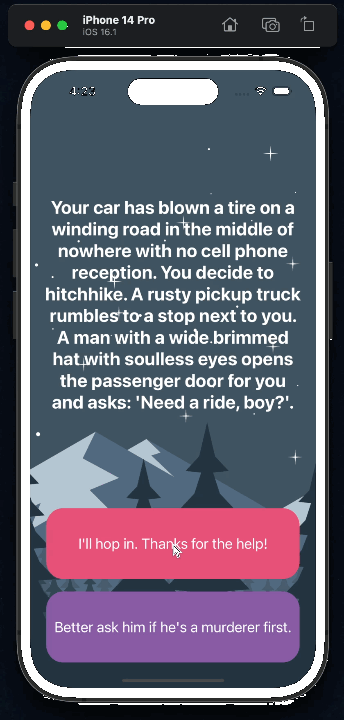 iPhone 14 Pro
iOS 16.1
4:25
Your car has blown a tire on a
winding road in the middle of
nowhere with no cell phone
reception. You decide to
hitchhike. A rusty pickup truck
rumbles to a stop next to you.
A man with a wide brimmed
hat with soulless eyes opens
the passenger door for you
and asks: 'Need a ride, boy?'.
I'll hop in. Thanks for the help!
Better ask him if he's a murderer first.